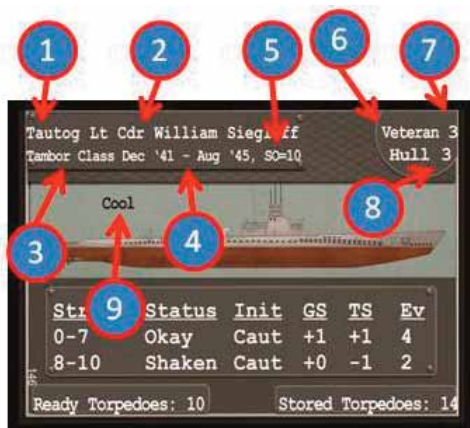 1 2 5 6 7
Tautog Lt Cdr William Siegloff Veteran 3
Tambor Class Dec '41 - Aug '45, SO=10 Hull 3
3 Cool 4 8
9
Status Init GS TS Ev
0-7 Okay Caut +1 +1 4
8-10 Shaken Caut +0 -1 2
146
Ready Torpedoes: 10 Stored Torpedoes: 14